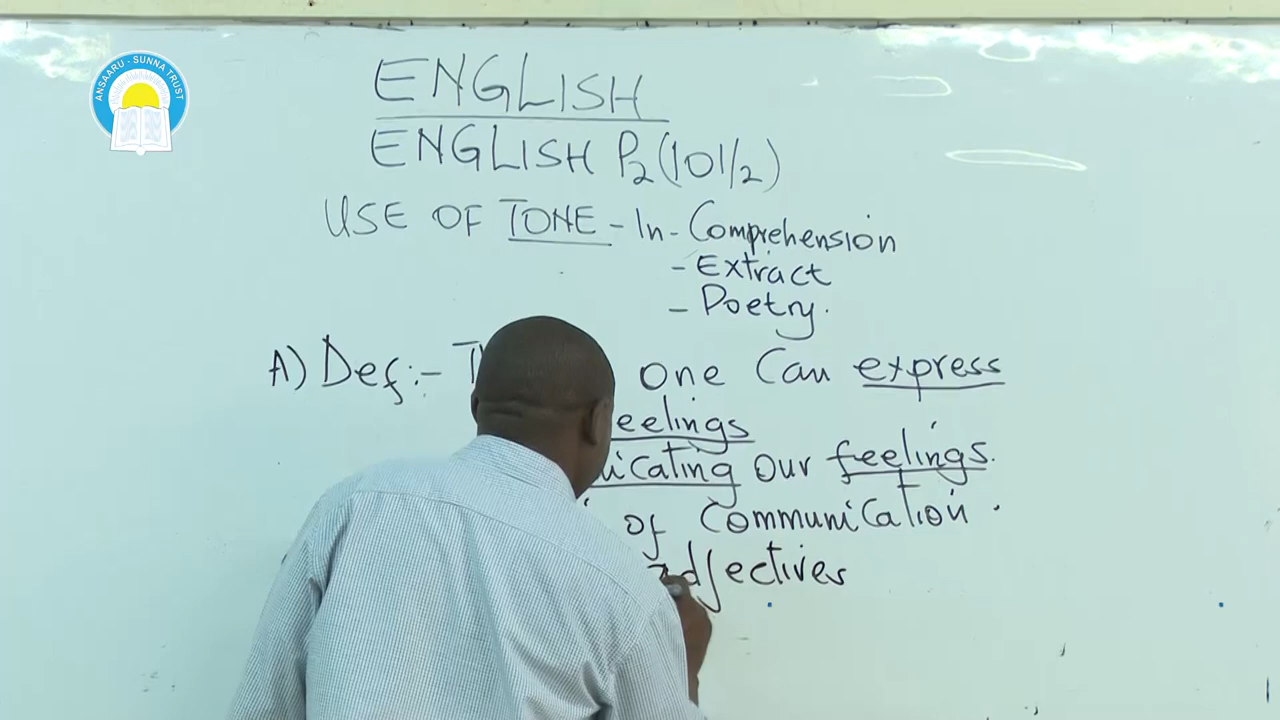 ANSAARU - SUNNA TRUST
ENGLISH
ENGLISH P2 (101/2)
USE OF TONE - In - Comprehension
- Extract
- Poetry.
A) Def:- one Can express
eelings
icating our feelings.
of Communication.
adjectives